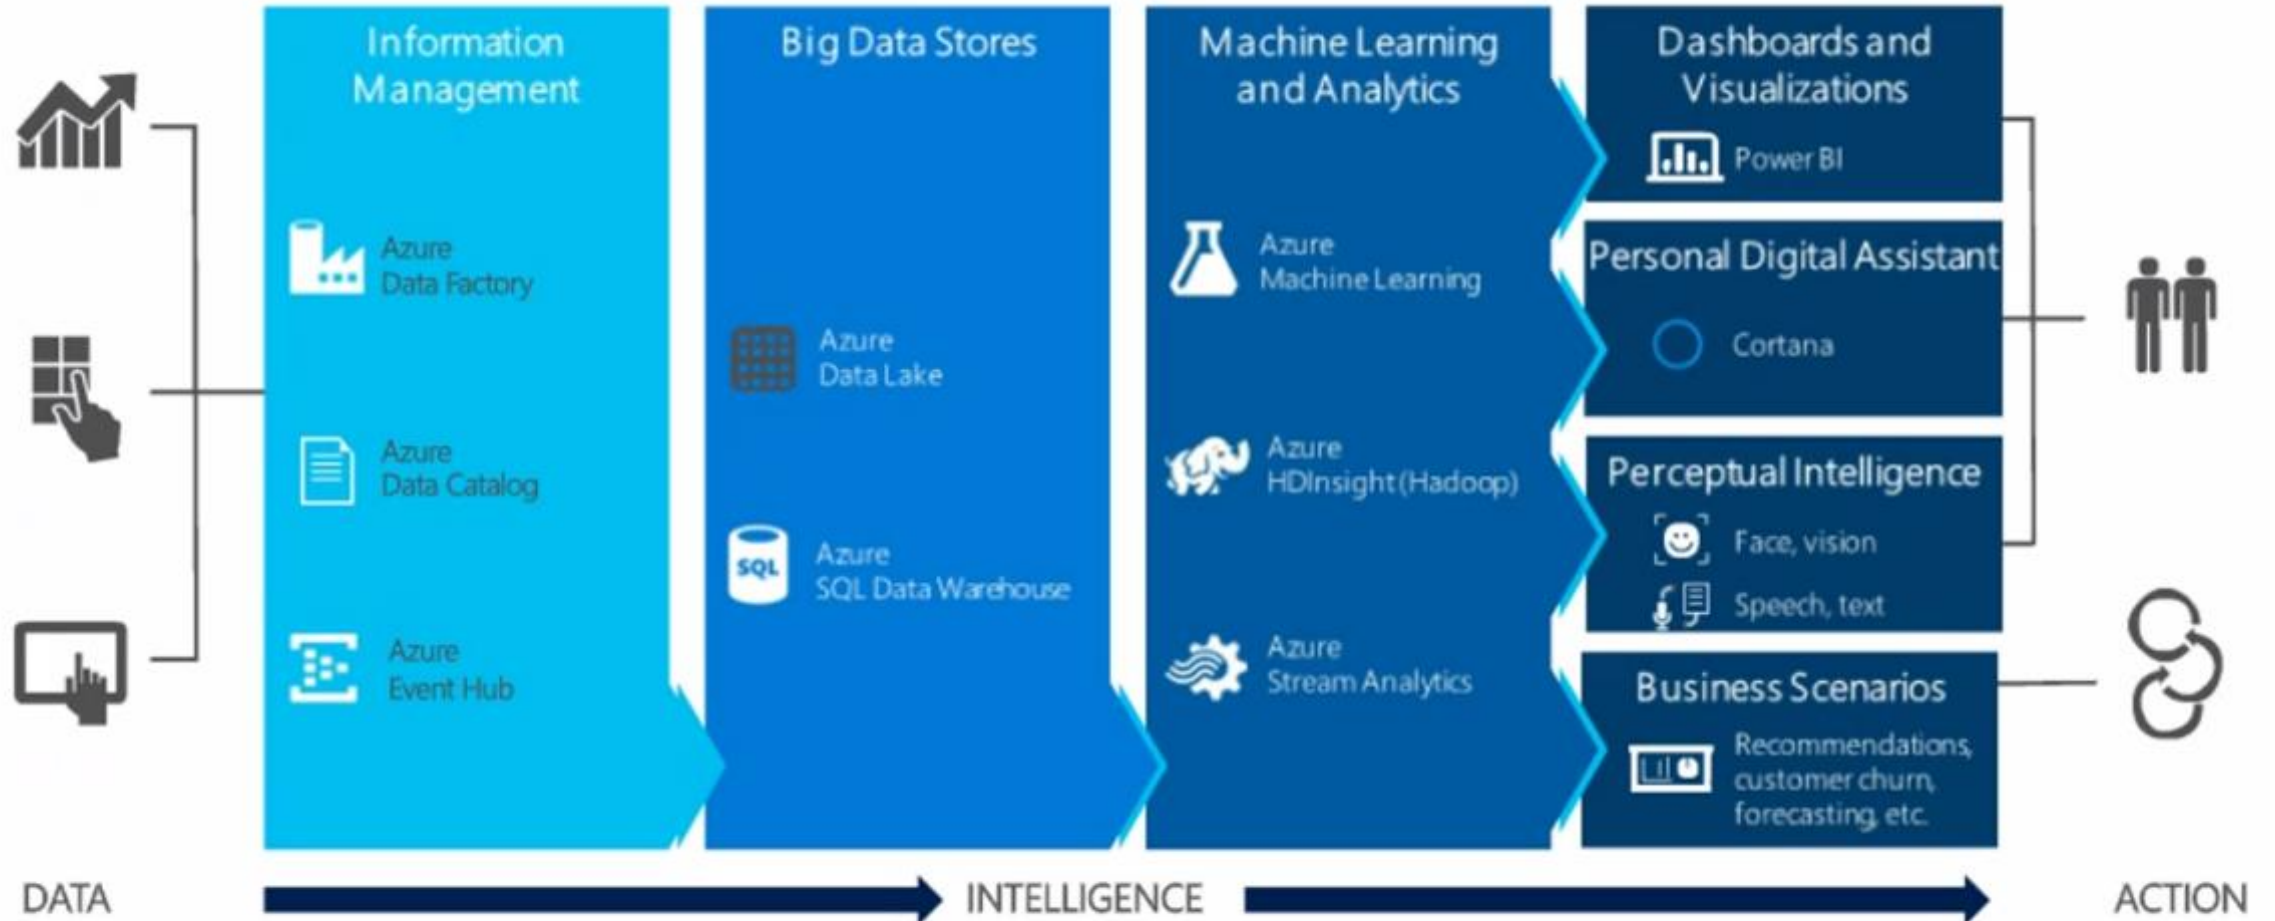 Information
Management
Azure
Data Factory
Azure
Data Catalog
Azure
Event Hub
Big Data Stores
Azure
Data Lake
SQL
Azure
SQL Data Warehouse
Machine Learning
and Analytics
Azure
Machine Learning
Azure
HDInsight (Hadoop)
Azure
Stream Analytics
Dashboards and
Visualizations
Power BI
Personal Digital Assistant
Cortana
Perceptual Intelligence
Face, vision
Speech, text
Business Scenarios
Recommendations,
customer churn,
forecasting, etc.
DATA
INTELLIGENCE
ACTION